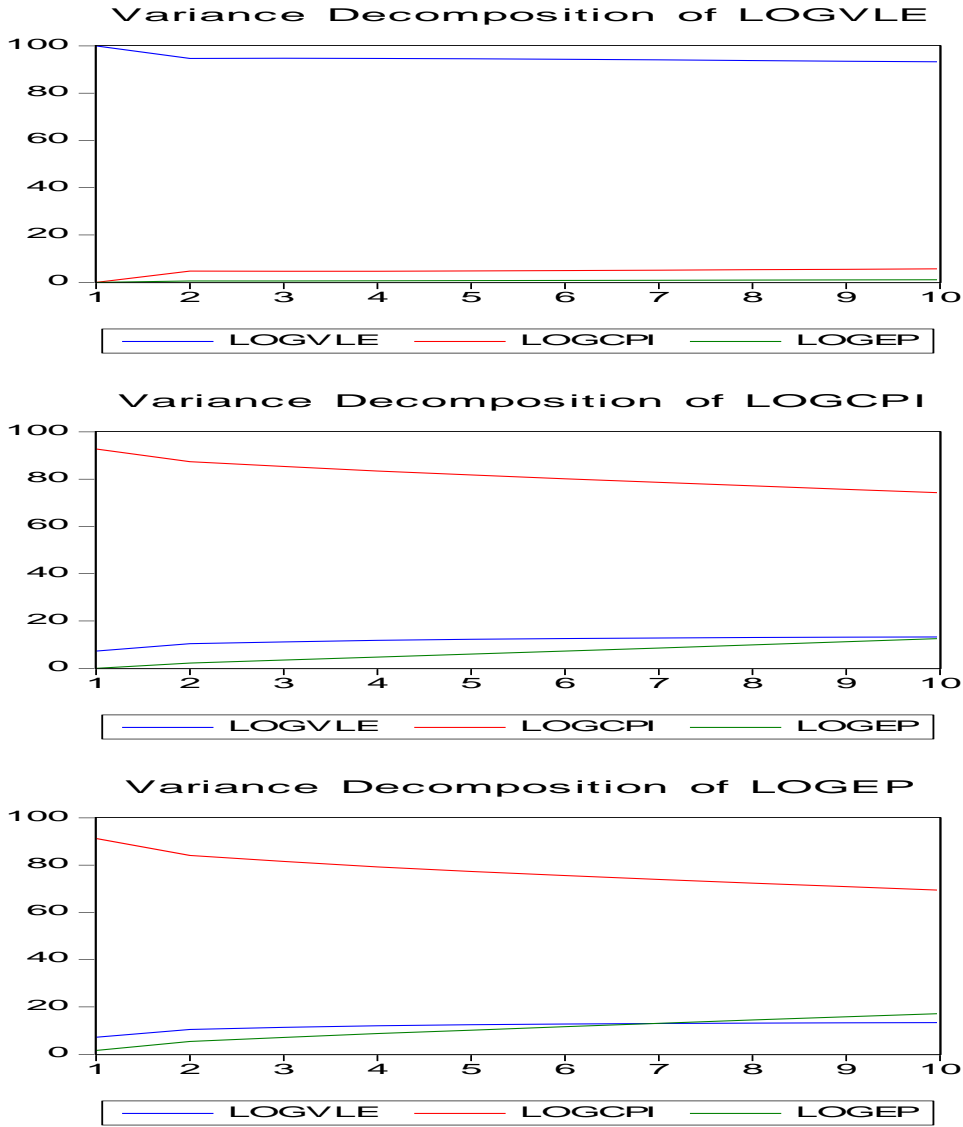 Variance Decomposition of LOGVLE
100
80
60
40
20
0
1 2 3 4 5 6 7 8 9 10
LOGVLE LOGCPI LOGEP
Variance Decomposition of LOGCPI
100
80
60
40
20
0
1 2 3 4 5 6 7 8 9 10
LOGVLE LOGCPI LOGEP
Variance Decomposition of LOGEP
100
80
60
40
20
0
1 2 3 4 5 6 7 8 9 10
LOGVLE LOGCPI LOGEP